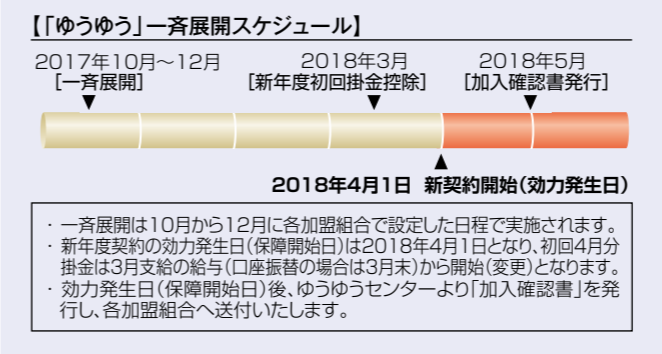 【「ゆうゆう」一斉展開スケジュール】
2017年10月～12月
[一斉展開]
2018年3月
[新年度初回掛金控除]
2018年5月
[加入確認書発行]
2018年4月1日 新契約開始(効力発生日)
・一斉展開は10月から12月に各加盟組合で設定した日程で実施されます。
・新年度契約の効力発生日(保障開始日)は2018年4月1日となり、初回4月分
掛金は3月支給の給与(口座振替の場合は3月末)から開始(変更)となります。
・効力発生日(保障開始日)後、ゆうゆうセンターより「加入確認書」を発
行し、各加盟組合へ送付いたします。